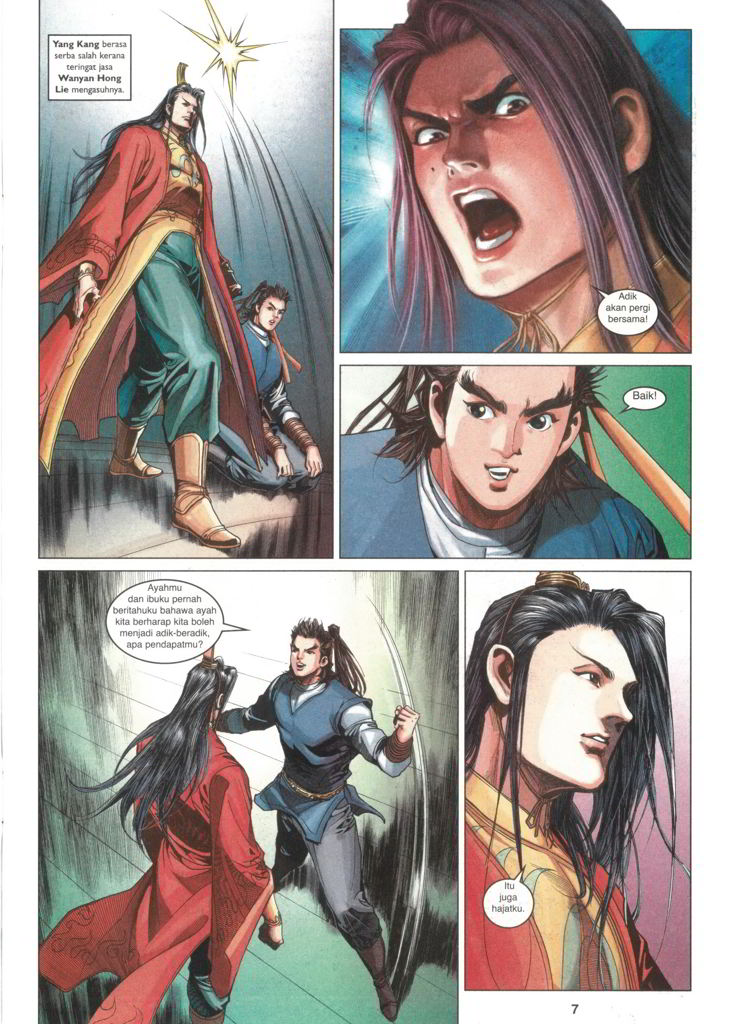 Yang Kang berasa
serba salah kerana
teringat jasa
Wanyan Hong
Lie mengasuhnya.
Adik
akan pergi
bersama!
Baik!
Ayahmu
dan ibuku pernah
beritahuku bahawa ayah
kita berharap kita boleh
menjadi adik-beradik,
apa pendapatmu?
Itu
juga
hajatku.
7